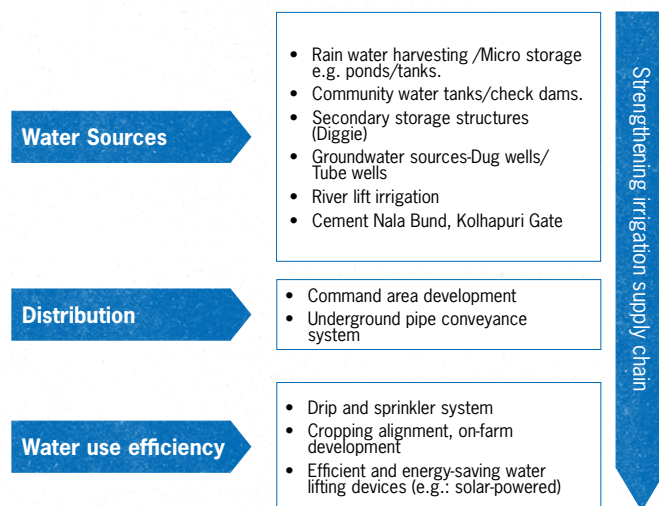 Water Sources
• Rain water harvesting /Micro storage
e.g. ponds/tanks.
• Community water tanks/check dams.
• Secondary storage structures
(Diggie)
• Groundwater sources-Dug wells/
Tube wells
• River lift irrigation
• Cement Nala Bund, Kolhapuri Gate
Distribution
• Command area development
• Underground pipe conveyance
system
Water use efficiency
• Drip and sprinkler system
• Cropping alignment, on-farm
development
• Efficient and energy-saving water
lifting devices (e.g.: solar-powered)
Strengthening irrigation supply chain